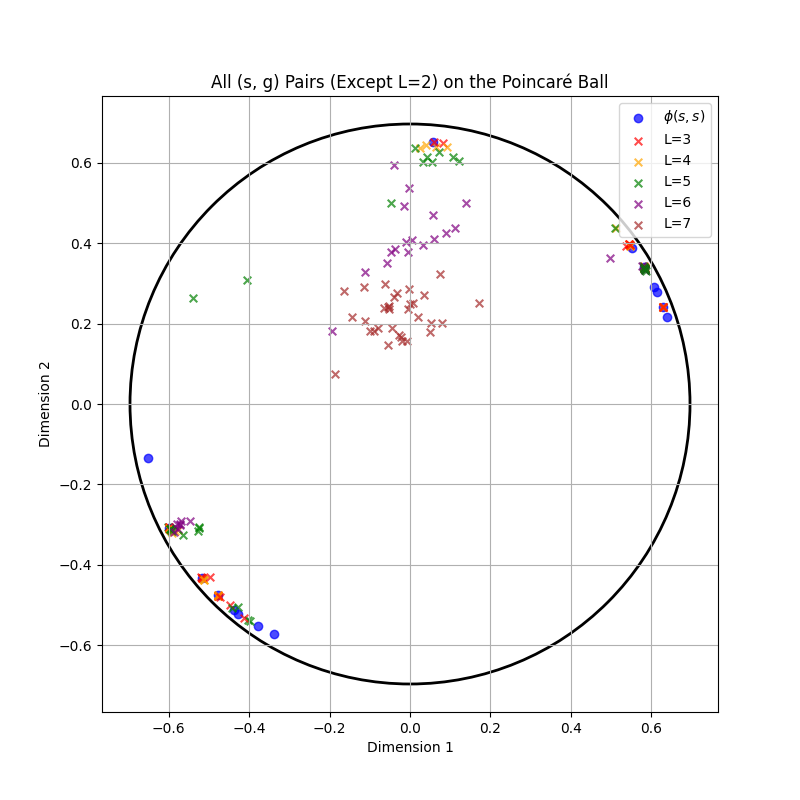 All (s, g) Pairs (Except L=2) on the Poincaré Ball
ϕ(s, s)
L=3
L=4
L=5
L=6
L=7
0.6
0.4
0.2
0.0
−0.2
−0.4
−0.6
Dimension 2
−0.6
−0.4
−0.2
0.0
0.2
0.4
0.6
Dimension 1